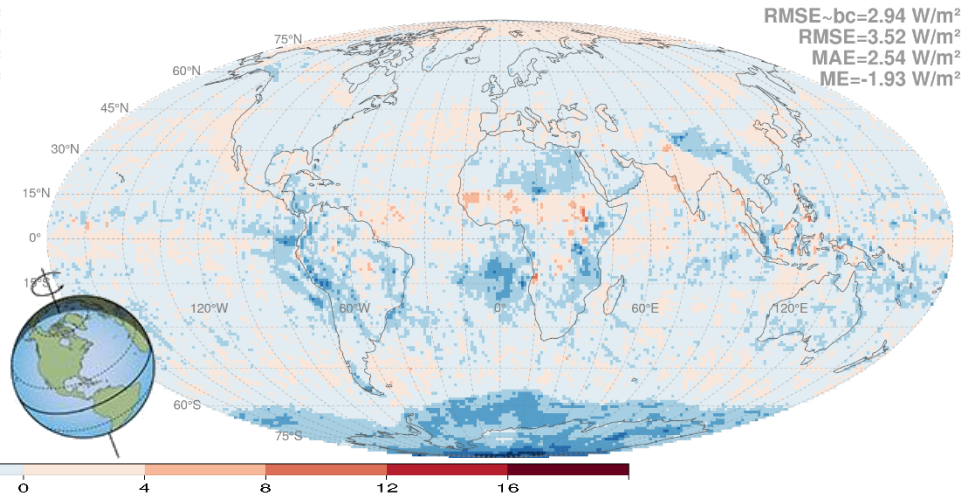 RMSE~bc=2.94 W/m²
RMSE=3.52 W/m²
MAE=2.54 W/m²
ME=-1.93 W/m²
75°N
60°N
45°N
30°N
15°N
0°
15°S
120°W
60°W
0°
60°E
120°E
60°S
75°S
0 4 8 12 16